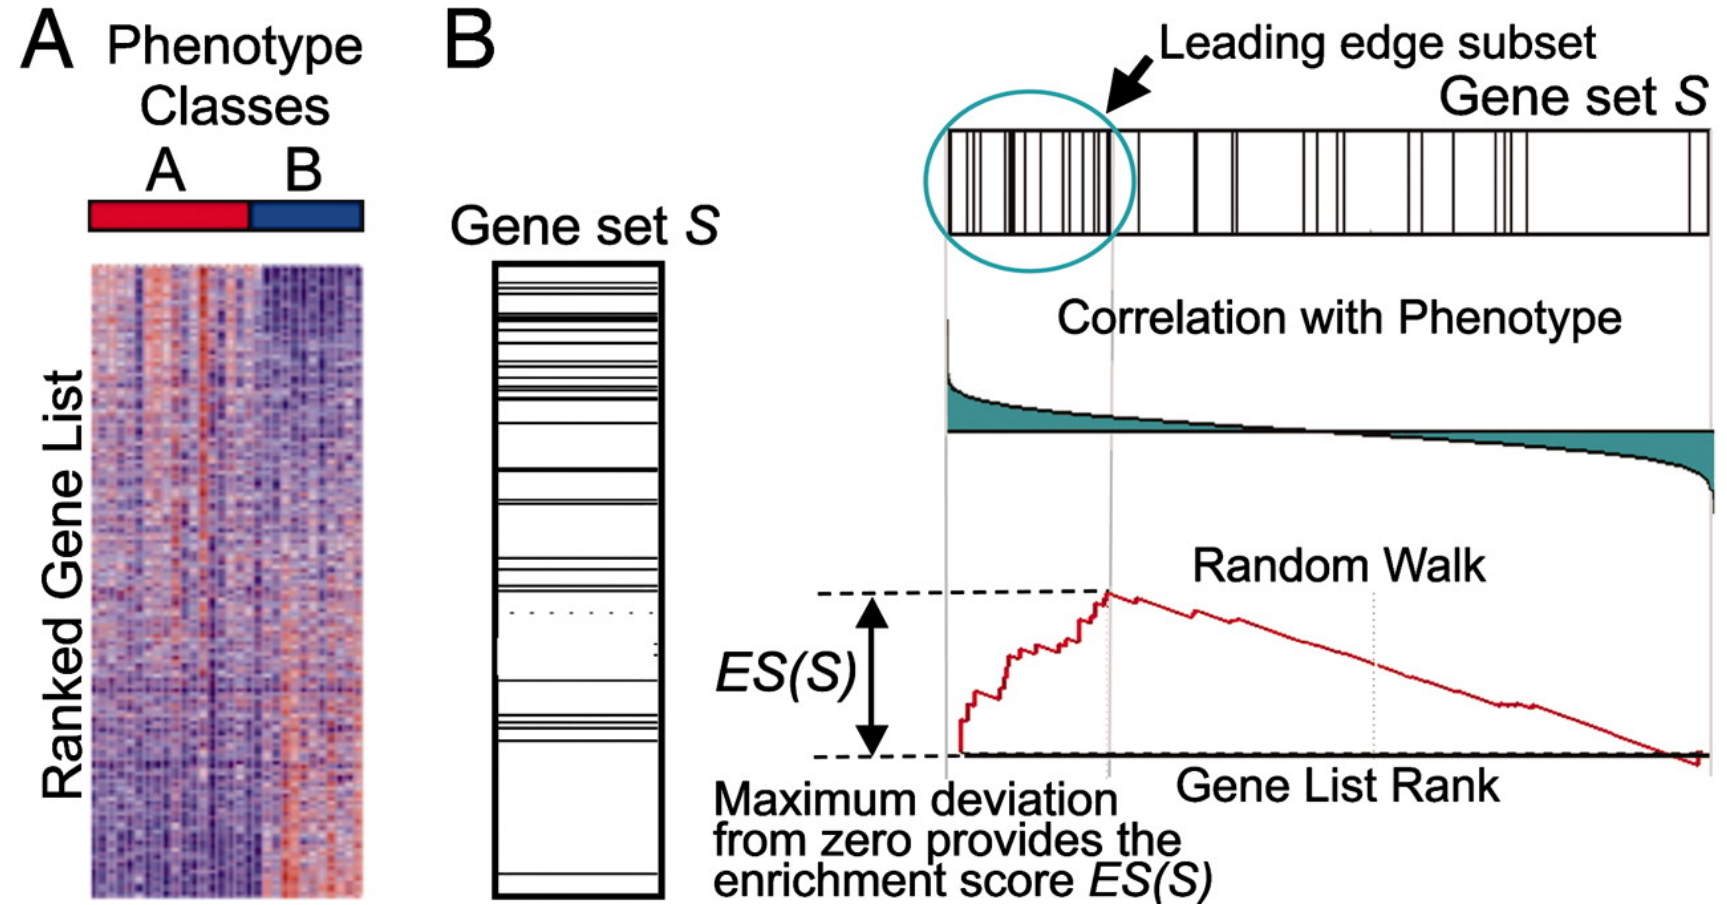 A
Phenotype
Classes
A B
Ranked Gene List
Gene set S
B
Leading edge subset
Gene set S
Correlation with Phenotype
Random Walk
ES(S)
Gene List Rank
Maximum deviation
from zero provides the
enrichment score ES(S)